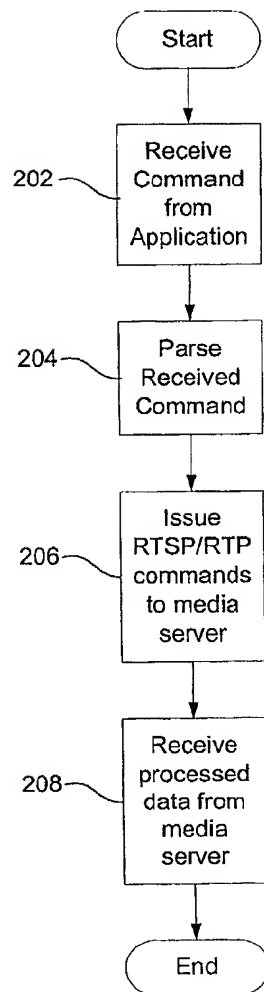 Start
202
Receive
Command
from
Application
204
Parse
Received
Command
206
Issue
RTSP/RTP
commands
to media
server
208
Receive
processed
data from
media
server
End